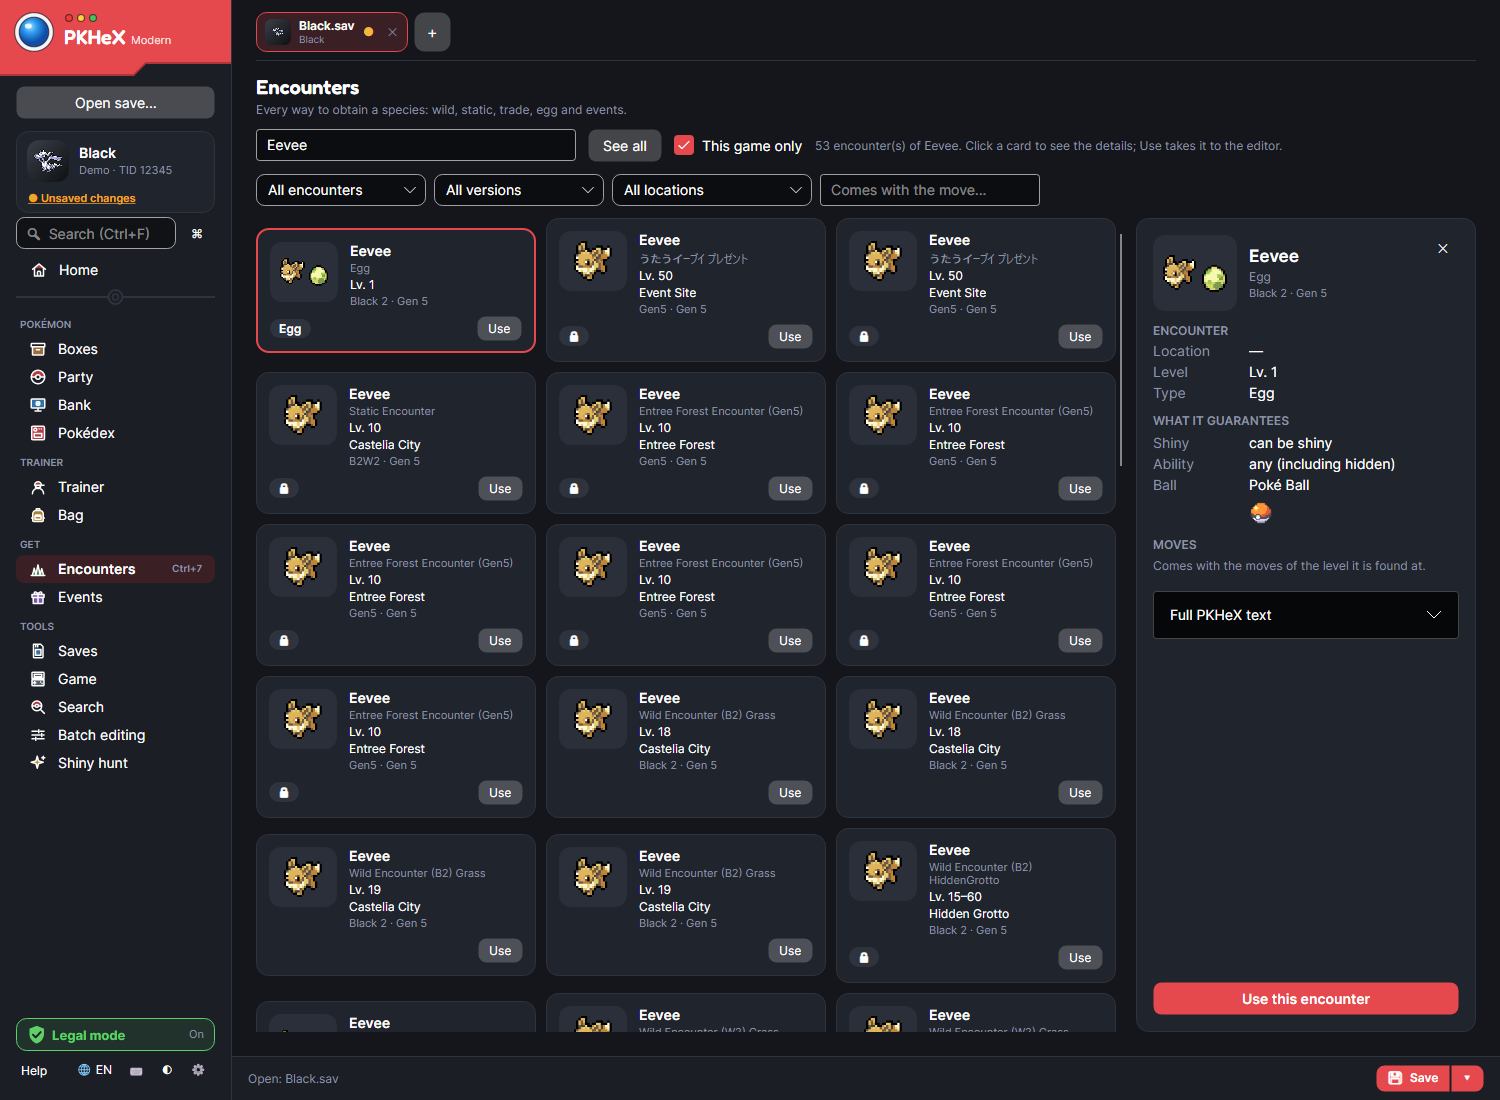 PKHeX Modern
Open save...
Black
Demo · TID 12345
Unsaved changes
Search (Ctrl+F)
⌘
Home
POKÉMON
Boxes
Party
Bank
Pokédex
TRAINER
Trainer
Bag
GET
Encounters Ctrl+7
Events
TOOLS
Saves
Game
Search
Batch editing
Shiny hunt
Legal mode On
Help EN
Black.sav
Black
+
Encounters
Every way to obtain a species: wild, static, trade, egg and events.
Eevee
See all
This game only
53 encounter(s) of Eevee. Click a card to see the details; Use takes it to the editor.
All encounters
All versions
All locations
Comes with the move...
Eevee
Egg
Lv. 1
Black 2 · Gen 5
Egg
Use
Eevee
うたうイーブイプレゼント
Lv. 50
Event Site
Gen5 · Gen 5
Use
Eevee
うたうイーブイプレゼント
Lv. 50
Event Site
Gen5 · Gen 5
Use
Eevee
Static Encounter
Lv. 10
Castelia City
B2W2 · Gen 5
Use
Eevee
Entree Forest Encounter (Gen5)
Lv. 10
Entree Forest
Gen5 · Gen 5
Use
Eevee
Entree Forest Encounter (Gen5)
Lv. 10
Entree Forest
Gen5 · Gen 5
Use
Eevee
Entree Forest Encounter (Gen5)
Lv. 10
Entree Forest
Gen5 · Gen 5
Use
Eevee
Entree Forest Encounter (Gen5)
Lv. 10
Entree Forest
Gen5 · Gen 5
Use
Eevee
Entree Forest Encounter (Gen5)
Lv. 10
Entree Forest
Gen5 · Gen 5
Use
Eevee
Entree Forest Encounter (Gen5)
Lv. 10
Entree Forest
Gen5 · Gen 5
Use
Eevee
Wild Encounter (B2) Grass
Lv. 18
Castelia City
Black 2 · Gen 5
Use
Eevee
Wild Encounter (B2) Grass
Lv. 18
Castelia City
Black 2 · Gen 5
Use
Eevee
Wild Encounter (B2) Grass
Lv. 19
Castelia City
Black 2 · Gen 5
Use
Eevee
Wild Encounter (B2) Grass
Lv. 19
Castelia City
Black 2 · Gen 5
Use
Eevee
Wild Encounter (B2)
HiddenGrotto
Lv. 15–60
Hidden Grotto
Black 2 · Gen 5
Use
Eevee
Eevee
Wild Encounter (W2) Grass
Eevee
Wild Encounter (W2) Grass
Eevee
Egg
Black 2 · Gen 5
ENCOUNTER
Location —
Level Lv. 1
Type Egg
WHAT IT GUARANTEES
Shiny can be shiny
Ability any (including hidden)
Ball Poké Ball
MOVES
Comes with the moves of the level it is found at.
Full PKHeX text
Use this encounter
Open: Black.sav
Save